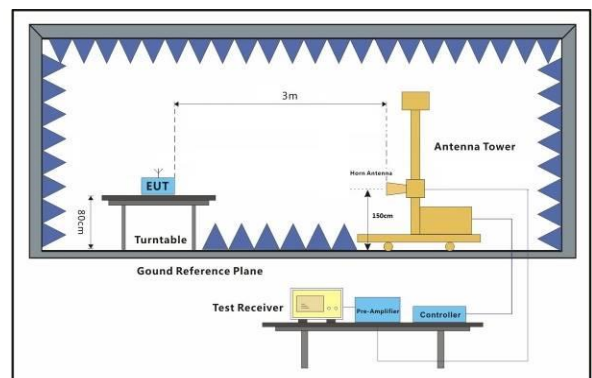 3m
Antenna Tower
Horn Antenna
EUT
150cm
80cm
Turntable
Gound Reference Plane
Test Receiver
Pre-Amplifier
Controller